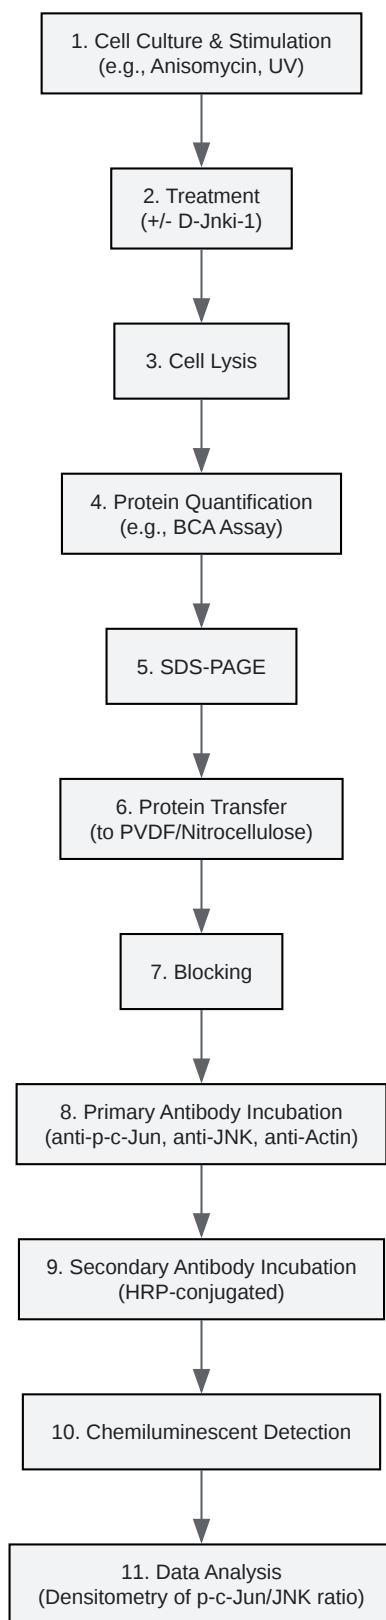 1. Cell Culture & Stimulation
(e.g., Anisomycin, UV)
2. Treatment
(+/- D-Jnki-1)
3. Cell Lysis
4. Protein Quantification
(e.g., BCA Assay)
5. SDS-PAGE
6. Protein Transfer
(to PVDF/Nitrocellulose)
7. Blocking
8. Primary Antibody Incubation
(anti-p-c-Jun, anti-JNK, anti-Actin)
9. Secondary Antibody Incubation
(HRP-conjugated)
10. Chemiluminescent Detection
11. Data Analysis
(Densitometry of p-c-Jun/JNK ratio)